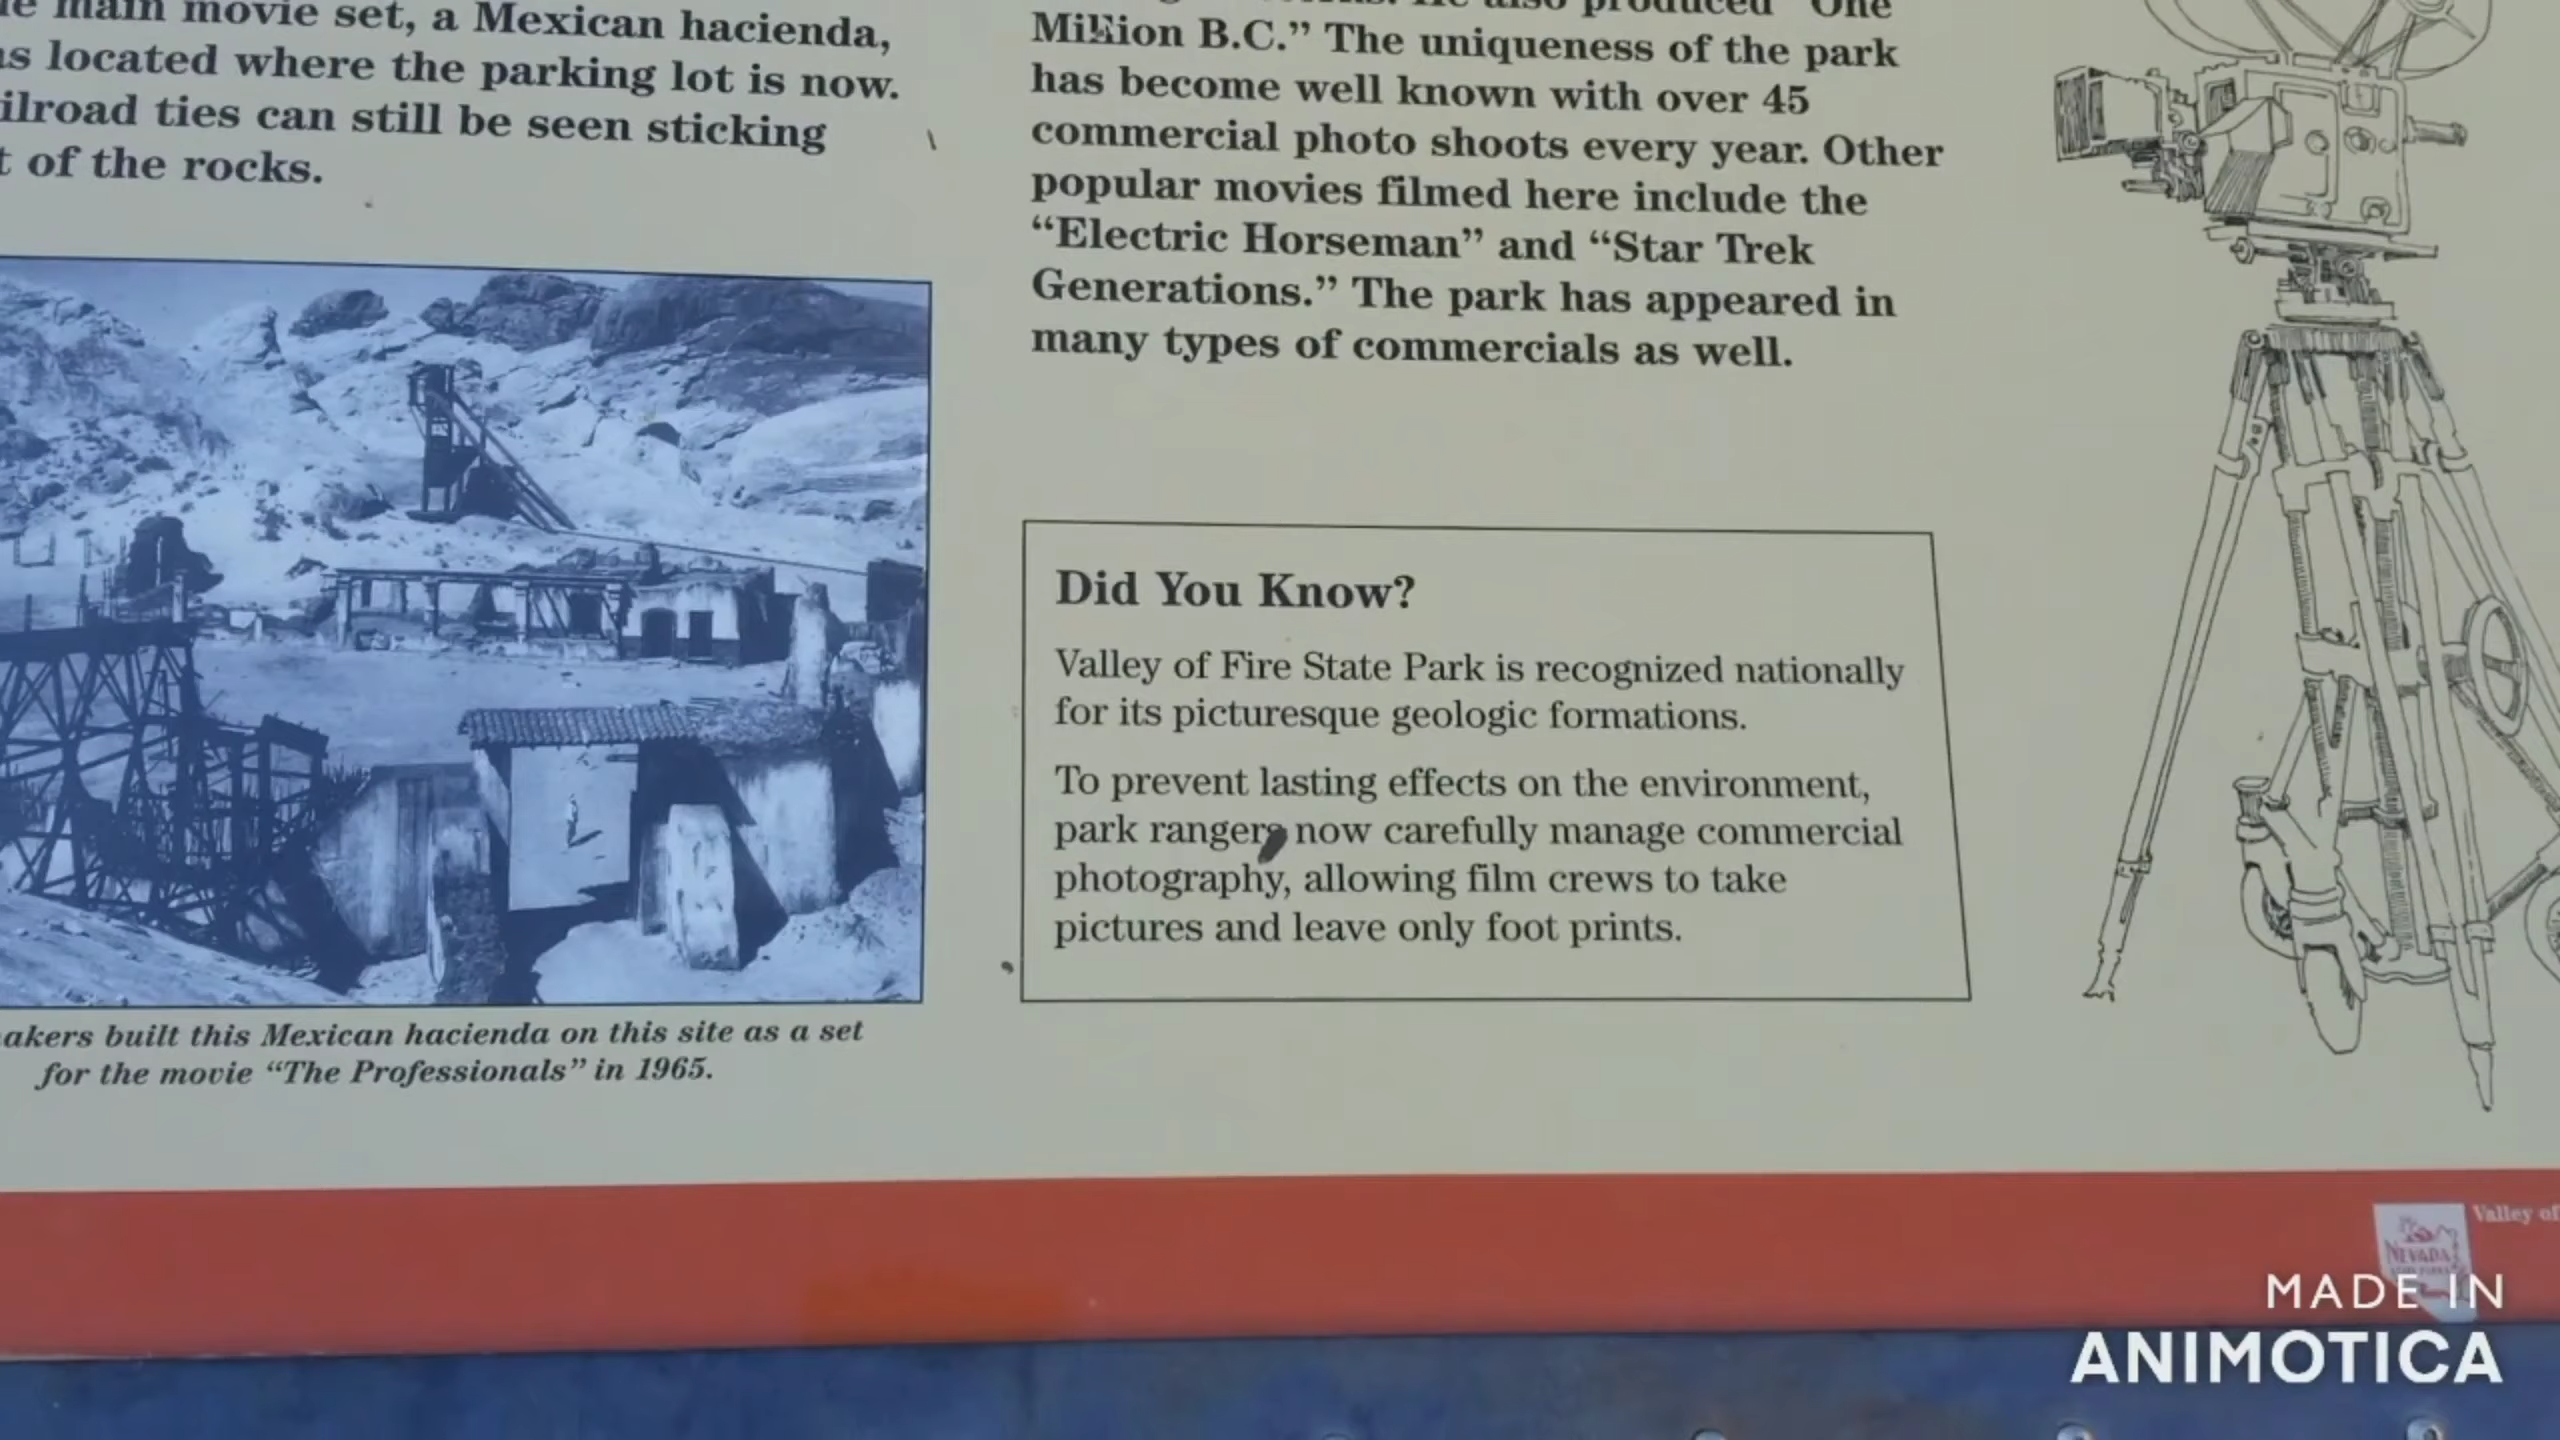 main movie set, a Mexican hacienda,
located where the parking lot is now.
ties can still be seen sticking
of the rocks.
also produced "One
Million B.C." The uniqueness of the park
has become well known with over 45
commercial photo shoots every year. Other
popular movies filmed here include the
"Electric Horseman" and "Star Trek
Generations." The park has appeared in
many types of commercials as well.
Did You Know?
Valley of Fire State Park is recognized nationally
for its picturesque geologic formations.
To prevent lasting effects on the environment,
park rangers now carefully manage commercial
photography, allowing film crews to take
pictures and leave only foot prints.
built this Mexican hacienda on this site as a set
for the movie "The Professionals" in 1965.
Valley of
NEVADA
MADE IN
ANIMOTICA